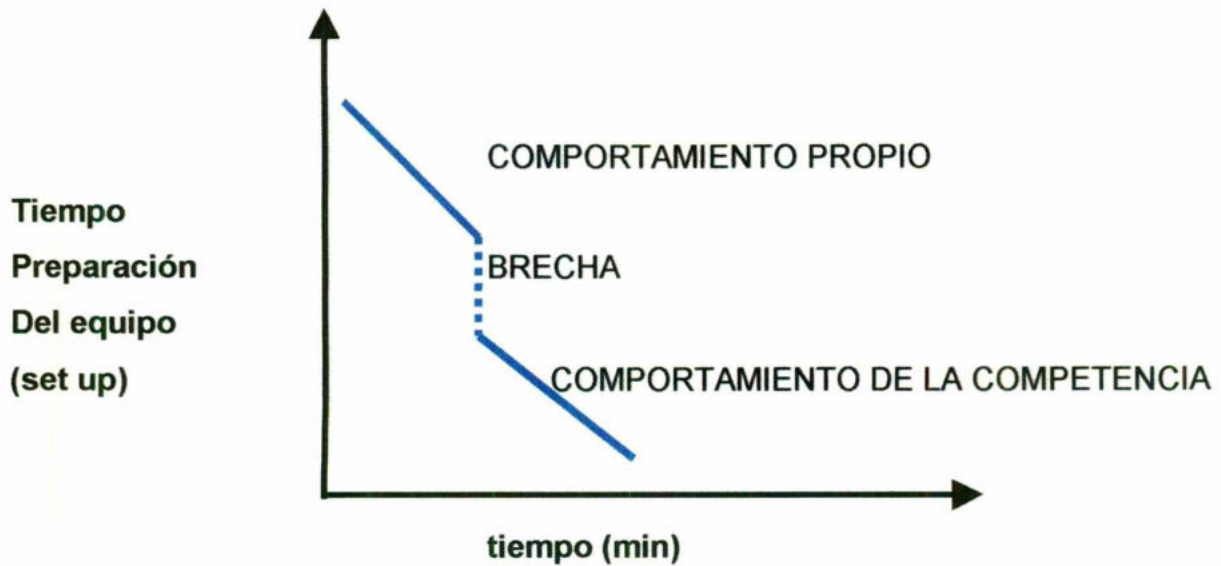 COMPORTAMIENTO PROPIO
Tiempo
Preparación
BRECHA
Del equipo
(set up)
COMPORTAMIENTO DE LA COMPETENCIA
tiempo (min)